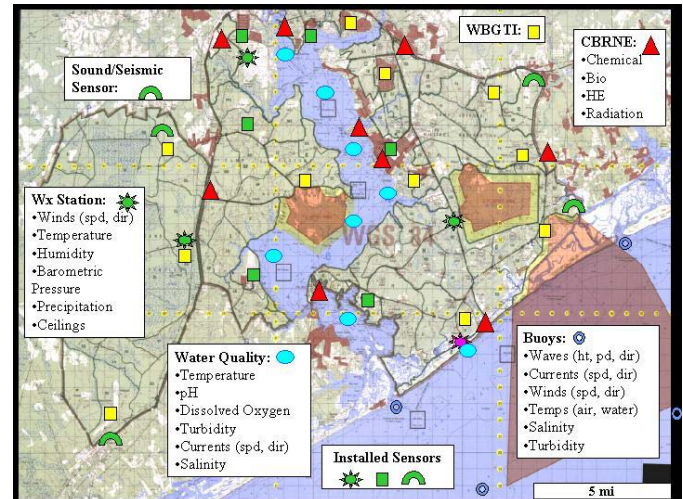 WBGTI:
CBRNE:
•Chemical
•Bio
•HE
•Radiation
Sound/Seismic
Sensor:
Wx Station:
•Winds (spd, dir)
•Temperature
•Humidity
•Barometric
Pressure
•Precipitation
•Ceilings
WGS 84
Water Quality:
•Temperature
•pH
•Dissolved Oxygen
•Turbidity
•Currents (spd, dir)
•Salinity
Buoys:
•Waves (ht, pd, dir)
•Currents (spd, dir)
•Winds (spd, dir)
•Temps (air, water)
•Salinity
•Turbidity
Installed Sensors
5 mi